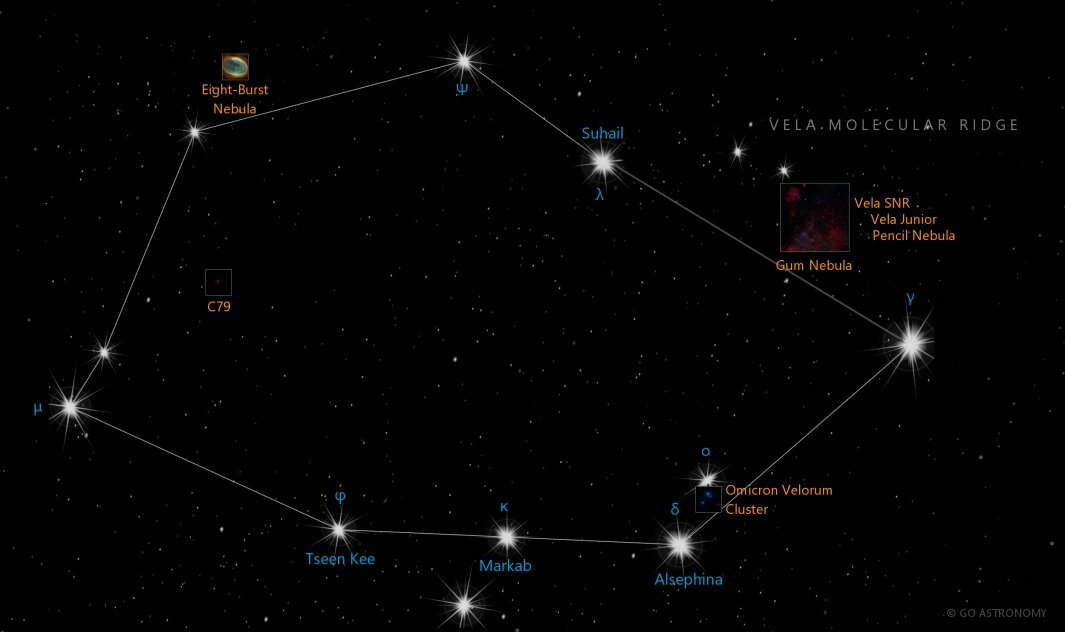 Eight-Burst
Nebula
Ψ
Suhail
λ
VELA MOLECULAR RIDGE
Vela SNR
Vela Junior
Pencil Nebula
Gum Nebula
C79
γ
μ
ο
Omicron Velorum
Cluster
φ
κ
δ
Tseen Kee
Markab
Alsephina
© GO ASTRONOMY